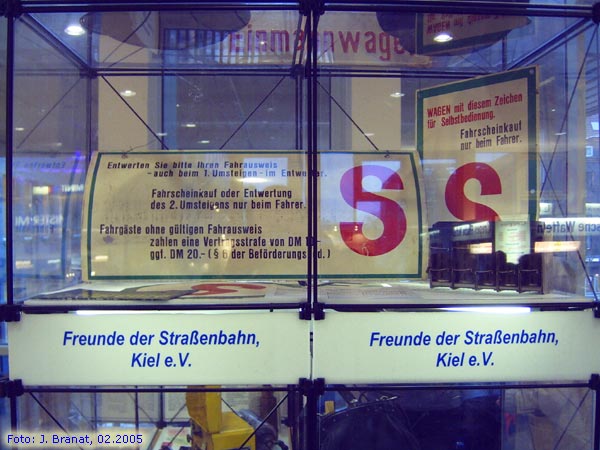 Einmannwagen
Entwerten Sie bitte Ihren Fahrausweis
- auch beim 1. Umsteigen - im Entwerter.
Fahrscheinkauf oder Entwertung
des 2. Umsteigens nur beim Fahrer.
Fahrgäste ohne gültigen Fahrausweis
zahlen eine Vertragsstrafe von DM 10-
ggf. DM 20.- (§ 6 der Beförderung d.)
S
WAGEN mit diesem Zeichen
für Selbstbedienung.
Fahrscheinkauf
nur beim Fahrer.
S
Freunde der Straßenbahn,
Kiel e.V.
Freunde der Straßenbahn,
Kiel e.V.
Foto: J. Branat, 02.2005